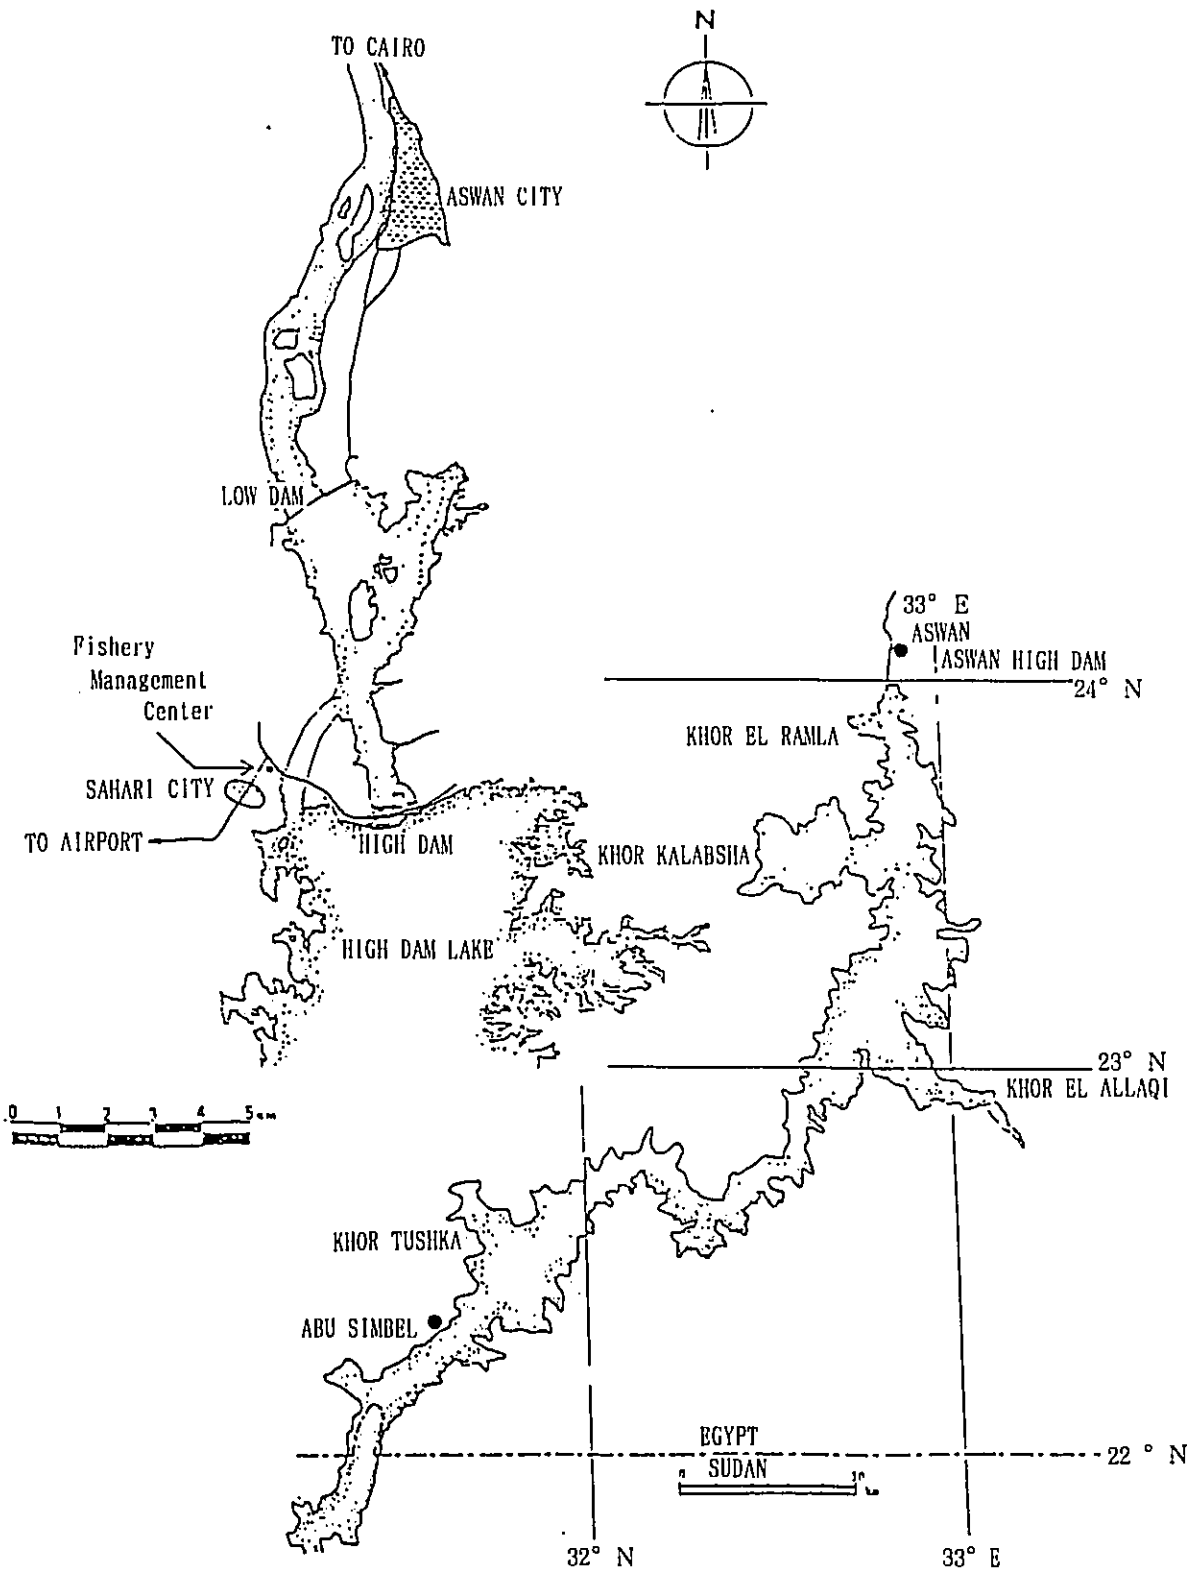 N
TO CAIRO
ASWAN CITY
LOW DAM
Fishery
Management
Center
SAHARI CITY
TO AIRPORT
HIGH DAM
HIGH DAM LAKE
0 1 2 3 4 5 km
33° E
ASWAN
ASWAN HIGH DAM
24° N
KHOR EL RAMLA
KHOR KALABSHA
23° N
KHOR EL ALLAQI
KHOR TUSHKA
ABU SIMBEL
EGYPT
22° N
SUDAN
32° N
33° E